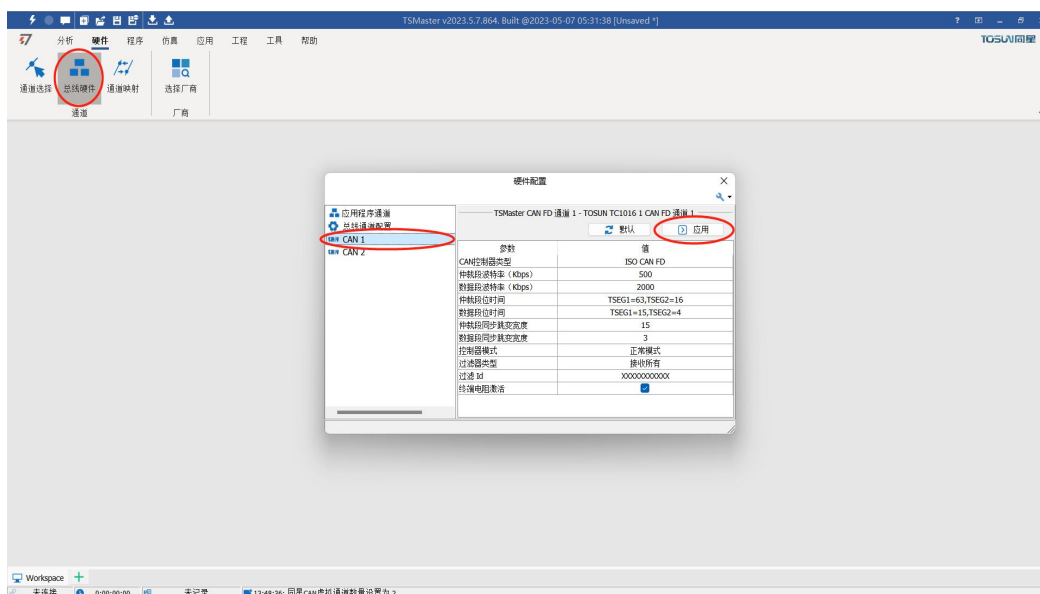 TSMaster v2023.5.7.864. Built @2023-05-07 05:31:38 [Unsaved *]
分析 硬件 程序 仿真 应用 工程 工具 帮助
TOSUN同星
通道选择 总线硬件 通道映射 选择厂商
通道 厂商
硬件配置
应用程序通道
总线通道配置
CAN 1
CAN 2
TSMaster CAN FD 通道 1 - TOSUN TC1016 1 CAN FD 通道 1
默认 应用
参数 值
CAN控制器类型 ISO CAN FD
仲裁段波特率（Kbps） 500
数据段波特率（Kbps） 2000
仲裁段位时间 TSEG1=63,TSEG2=16
数据段位时间 TSEG1=15,TSEG2=4
仲裁段同步跳变宽度 15
数据段同步跳变宽度 3
控制器模式 正常模式
过滤器类型 接收所有
过滤 Id XXXXXXXXXXX
终端电阻激活
Workspace
未连接 0:00:00:00 未记录 13:48:36: 同星CAN虚拟通道数量设置为 2